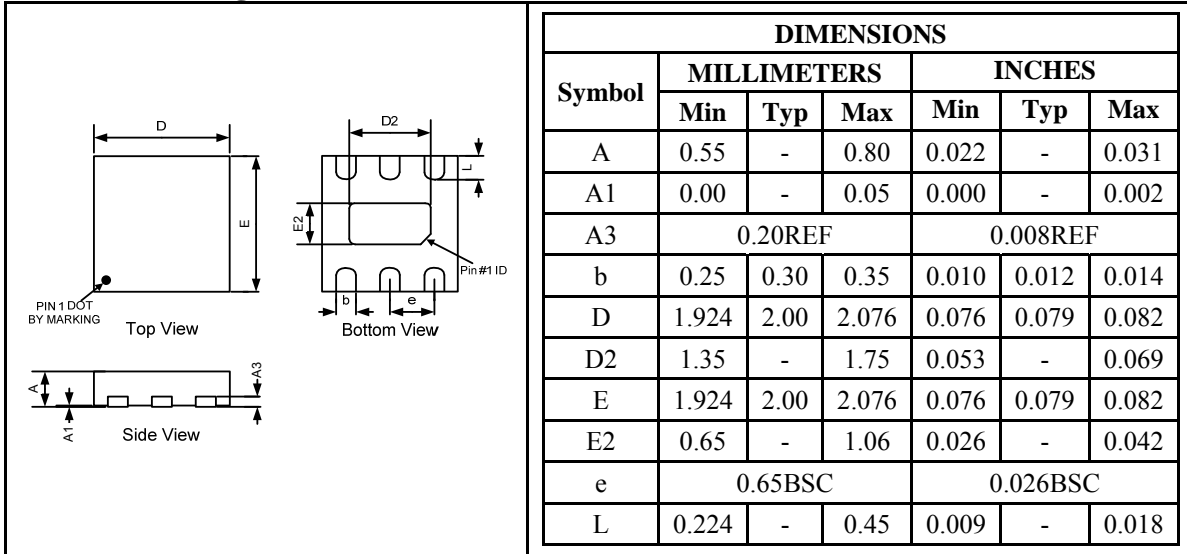 D
E
PIN 1 DOT
BY MARKING
Top View
D2
L
E2
Pin #1 ID
b
e
Bottom View
A
A1
A3
Side View
DIMENSIONS
Symbol MILLIMETERS INCHES
Min Typ Max Min Typ Max
A 0.55 - 0.80 0.022 - 0.031
A1 0.00 - 0.05 0.000 - 0.002
A3 0.20REF 0.008REF
b 0.25 0.30 0.35 0.010 0.012 0.014
D 1.924 2.00 2.076 0.076 0.079 0.082
D2 1.35 - 1.75 0.053 - 0.069
E 1.924 2.00 2.076 0.076 0.079 0.082
E2 0.65 - 1.06 0.026 - 0.042
e 0.65BSC 0.026BSC
L 0.224 - 0.45 0.009 - 0.018